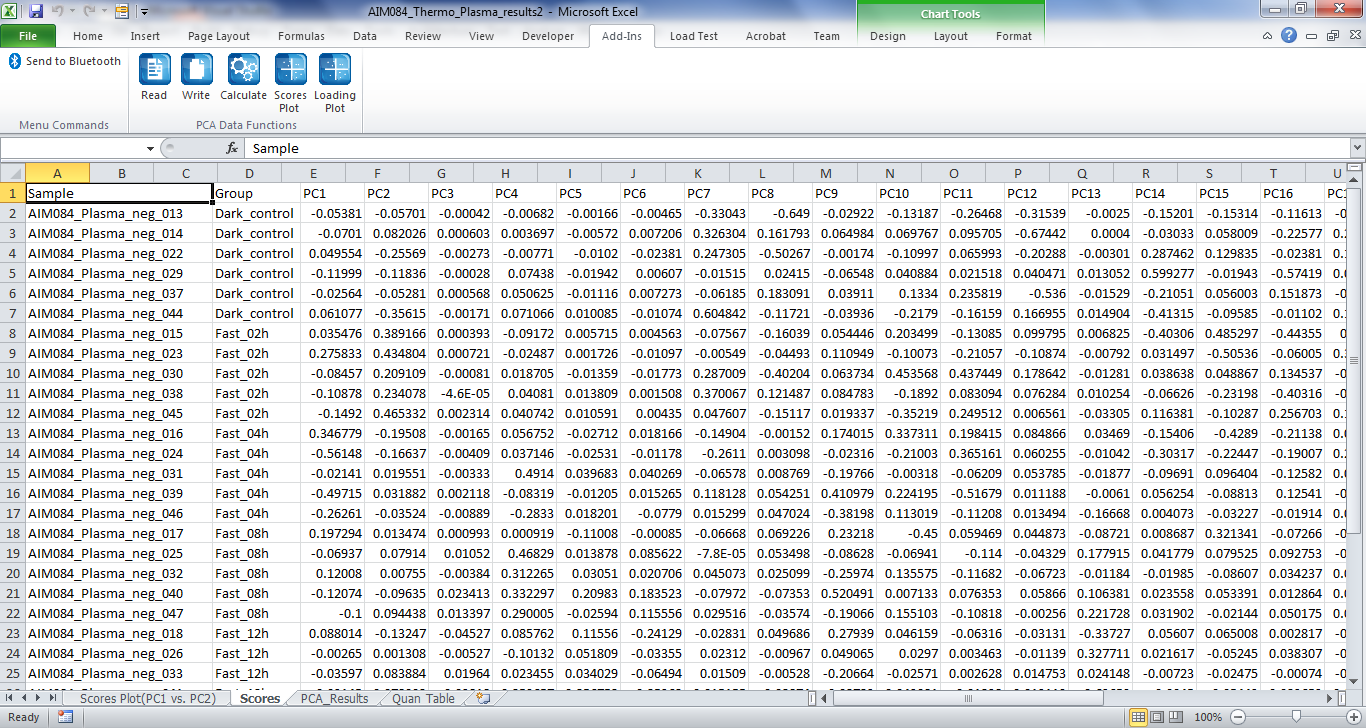 AIM084_Thermo_Plasma_results2 - Microsoft Excel
Chart Tools
File Home Insert Page Layout Formulas Data Review View Developer Add-Ins Load Test Acrobat Team Design Layout Format
Send to Bluetooth
Read Write Calculate Scores Plot Loading Plot
Menu Commands PCA Data Functions
fx Sample
A B C D E F G H I J K L M N O P Q R S T U
1 Sample Group PC1 PC2 PC3 PC4 PC5 PC6 PC7 PC8 PC9 PC10 PC11 PC12 PC13 PC14 PC15 PC16
2 AIM084_Plasma_neg_013 Dark_control -0.05381 -0.05701 -0.00042 -0.00682 -0.00166 -0.00465 -0.33043 -0.649 -0.02922 -0.13187 -0.26468 -0.31539 -0.0025 -0.15201 -0.15314 -0.11613
3 AIM084_Plasma_neg_014 Dark_control -0.0701 0.082026 0.000603 0.003697 -0.00572 0.007206 0.326304 0.161793 0.064984 0.069767 0.095705 -0.67442 0.0004 -0.03033 0.058009 -0.22577
4 AIM084_Plasma_neg_022 Dark_control 0.049554 -0.25569 -0.00273 -0.00771 -0.0102 -0.02381 0.247305 -0.50267 -0.00174 -0.10997 0.065993 -0.20288 -0.00301 0.287462 0.129835 -0.02381
5 AIM084_Plasma_neg_029 Dark_control -0.11999 -0.11836 -0.00028 0.07438 -0.01942 0.00607 -0.01515 0.02415 -0.06548 0.040884 0.021518 0.040471 0.013052 0.599277 -0.01943 -0.57419
6 AIM084_Plasma_neg_037 Dark_control -0.02564 -0.05281 0.000568 0.050625 -0.01116 0.007273 -0.06185 0.183091 0.03911 0.1334 0.235819 -0.536 -0.01529 -0.21051 0.056003 0.151873
7 AIM084_Plasma_neg_044 Dark_control 0.061077 -0.35615 -0.00171 0.071066 0.010085 -0.01074 0.604842 -0.11721 -0.03936 -0.2179 -0.16159 0.166955 0.014904 -0.41315 -0.09585 -0.01102
8 AIM084_Plasma_neg_015 Fast_02h 0.035476 0.389166 0.000393 -0.09172 0.005715 0.004563 -0.07567 -0.16039 0.054446 0.203499 -0.13085 0.099795 0.006825 -0.40306 0.485297 -0.44355
9 AIM084_Plasma_neg_023 Fast_02h 0.275833 0.434804 0.000721 -0.02487 0.001726 -0.01097 -0.00549 -0.04493 0.110949 -0.10073 -0.21057 -0.10874 -0.00792 0.031497 -0.50536 -0.06005
10 AIM084_Plasma_neg_030 Fast_02h -0.08457 0.209109 -0.00081 0.018705 -0.01359 -0.01773 0.287009 -0.40204 0.063734 0.453568 0.437449 0.178642 -0.01281 0.038638 0.048867 0.134537
11 AIM084_Plasma_neg_038 Fast_02h -0.10878 0.234078 -4.6E-05 0.04081 0.013809 0.001508 0.370067 0.121487 0.084783 -0.1892 0.083094 0.076284 0.010254 -0.06626 -0.23198 -0.40316
12 AIM084_Plasma_neg_045 Fast_02h -0.1492 0.465332 0.002314 0.040742 0.010591 0.00435 0.047607 -0.15117 0.019337 -0.35219 0.249512 0.006561 -0.03305 0.116381 -0.10287 0.256703
13 AIM084_Plasma_neg_016 Fast_04h 0.346779 -0.19508 -0.00165 0.056752 -0.02712 0.018166 -0.14904 -0.00152 0.174015 0.337311 0.198415 0.084866 0.03469 -0.15406 -0.4289 -0.21138
14 AIM084_Plasma_neg_024 Fast_04h -0.56148 -0.16637 -0.00409 0.037146 -0.02531 -0.01178 -0.2611 0.003098 -0.02316 -0.21003 0.365161 0.060255 -0.01042 -0.30317 -0.22447 -0.19007
15 AIM084_Plasma_neg_031 Fast_04h -0.02141 0.019551 -0.00333 0.4914 0.039683 0.040269 -0.06578 0.008769 -0.19766 -0.00318 -0.06209 0.053785 -0.01877 -0.09691 0.096404 -0.12582
16 AIM084_Plasma_neg_039 Fast_04h -0.49715 0.031882 0.002118 -0.08319 -0.01205 0.015265 0.118128 0.054251 0.410979 0.224195 -0.51679 0.011188 -0.0061 0.056254 -0.08813 0.12541
17 AIM084_Plasma_neg_046 Fast_04h -0.26261 -0.03524 -0.00889 -0.2833 0.018201 -0.0779 0.015299 0.047024 -0.38198 0.113019 -0.11208 0.013494 -0.16668 0.004073 -0.03227 -0.01914
18 AIM084_Plasma_neg_017 Fast_08h 0.197294 0.013474 0.000993 0.000919 -0.11008 -0.00085 -0.06668 0.069226 0.23218 -0.45 0.059469 0.044873 -0.08721 0.008687 0.321341 -0.07266
19 AIM084_Plasma_neg_025 Fast_08h -0.06937 0.07914 0.01052 0.46829 0.013878 0.085622 -7.8E-05 0.053498 -0.08628 -0.06941 -0.114 -0.04329 0.177915 0.041779 0.079525 0.092753
20 AIM084_Plasma_neg_032 Fast_08h 0.12008 0.00755 -0.00384 0.312265 0.03051 0.020706 0.045073 0.025099 -0.25974 0.135575 -0.11682 -0.06723 -0.01184 -0.01985 -0.08607 0.034237
21 AIM084_Plasma_neg_040 Fast_08h -0.12074 -0.09635 0.023413 0.332297 0.20983 0.183523 -0.07972 -0.07353 0.520491 0.007133 0.076353 0.05866 0.106381 0.023558 0.053391 0.012864
22 AIM084_Plasma_neg_047 Fast_08h -0.1 0.094438 0.013397 0.290005 -0.02594 0.115556 0.029516 -0.03574 -0.19066 0.155103 -0.10818 -0.00256 0.221728 0.031902 -0.02144 0.050175
23 AIM084_Plasma_neg_018 Fast_12h 0.088014 -0.13247 -0.04527 0.085762 0.11556 -0.24129 -0.02831 0.049686 0.27939 0.046159 -0.06316 -0.03131 -0.33727 0.05607 0.065008 0.002817
24 AIM084_Plasma_neg_026 Fast_12h -0.00265 0.001308 -0.00527 -0.10132 0.051809 -0.03355 0.02312 -0.00967 0.049065 0.0297 0.003463 -0.01139 0.327711 0.021617 -0.05245 0.038307
25 AIM084_Plasma_neg_033 Fast_12h -0.03597 0.083884 0.01964 0.023455 0.034029 -0.06494 0.01509 -0.00528 -0.20664 -0.02571 0.002628 0.014753 0.024148 -0.00723 -0.02475 -0.00074
Scores Plot(PC1 vs. PC2) Scores PCA_Results Quan Table
Ready 100%